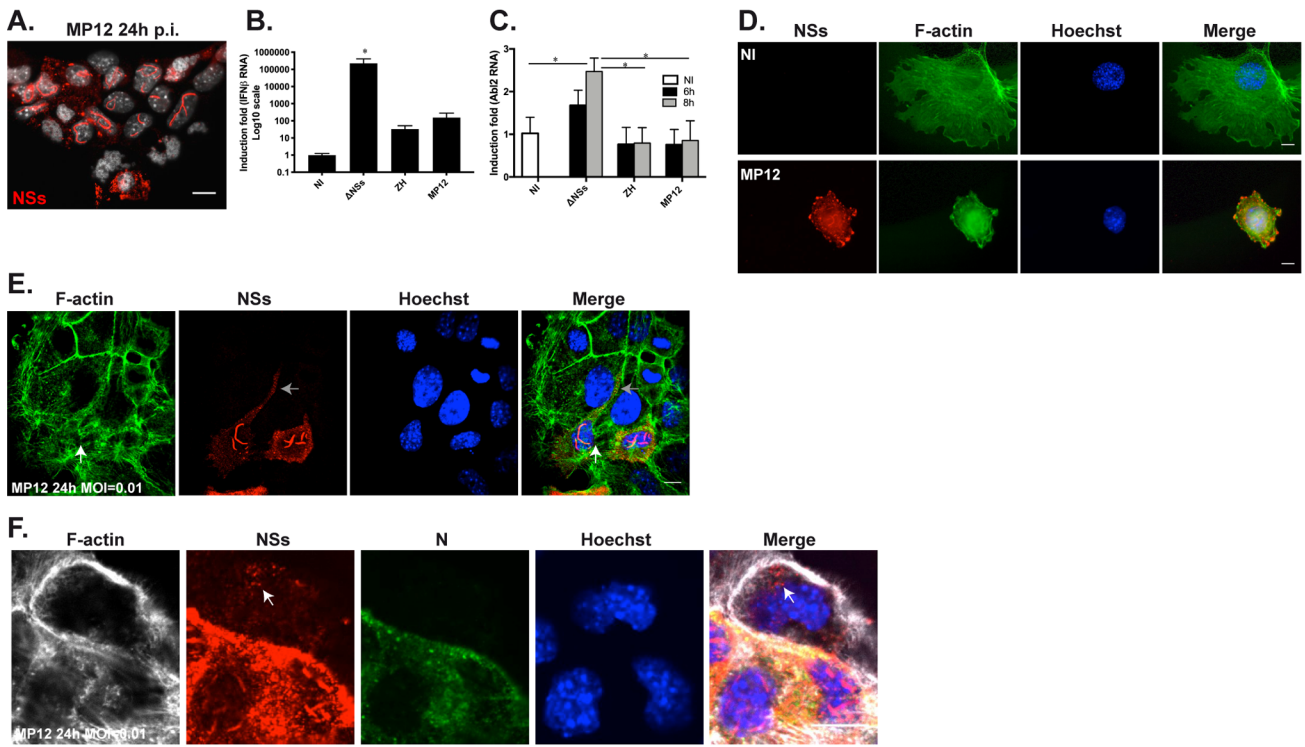 A.
MP12 24h p.i.
NSs
B.
Induction fold (IFNβ RNA)
Log10 scale
1000000
100000
10000
1000
100
10
1
0.1
*
NI
ΔNSs
ZH
MP12
C.
Induction fold (Abl2 RNA)
3
2
1
0
*
*
*
NI
6h
8h
NI
ΔNSs
ZH
MP12
D.
NSs F-actin Hoechst Merge
NI
MP12
E.
F-actin NSs Hoechst Merge
MP12 24h MOI=0.01
F.
F-actin NSs N Hoechst Merge
MP12 24h MOI=0.01